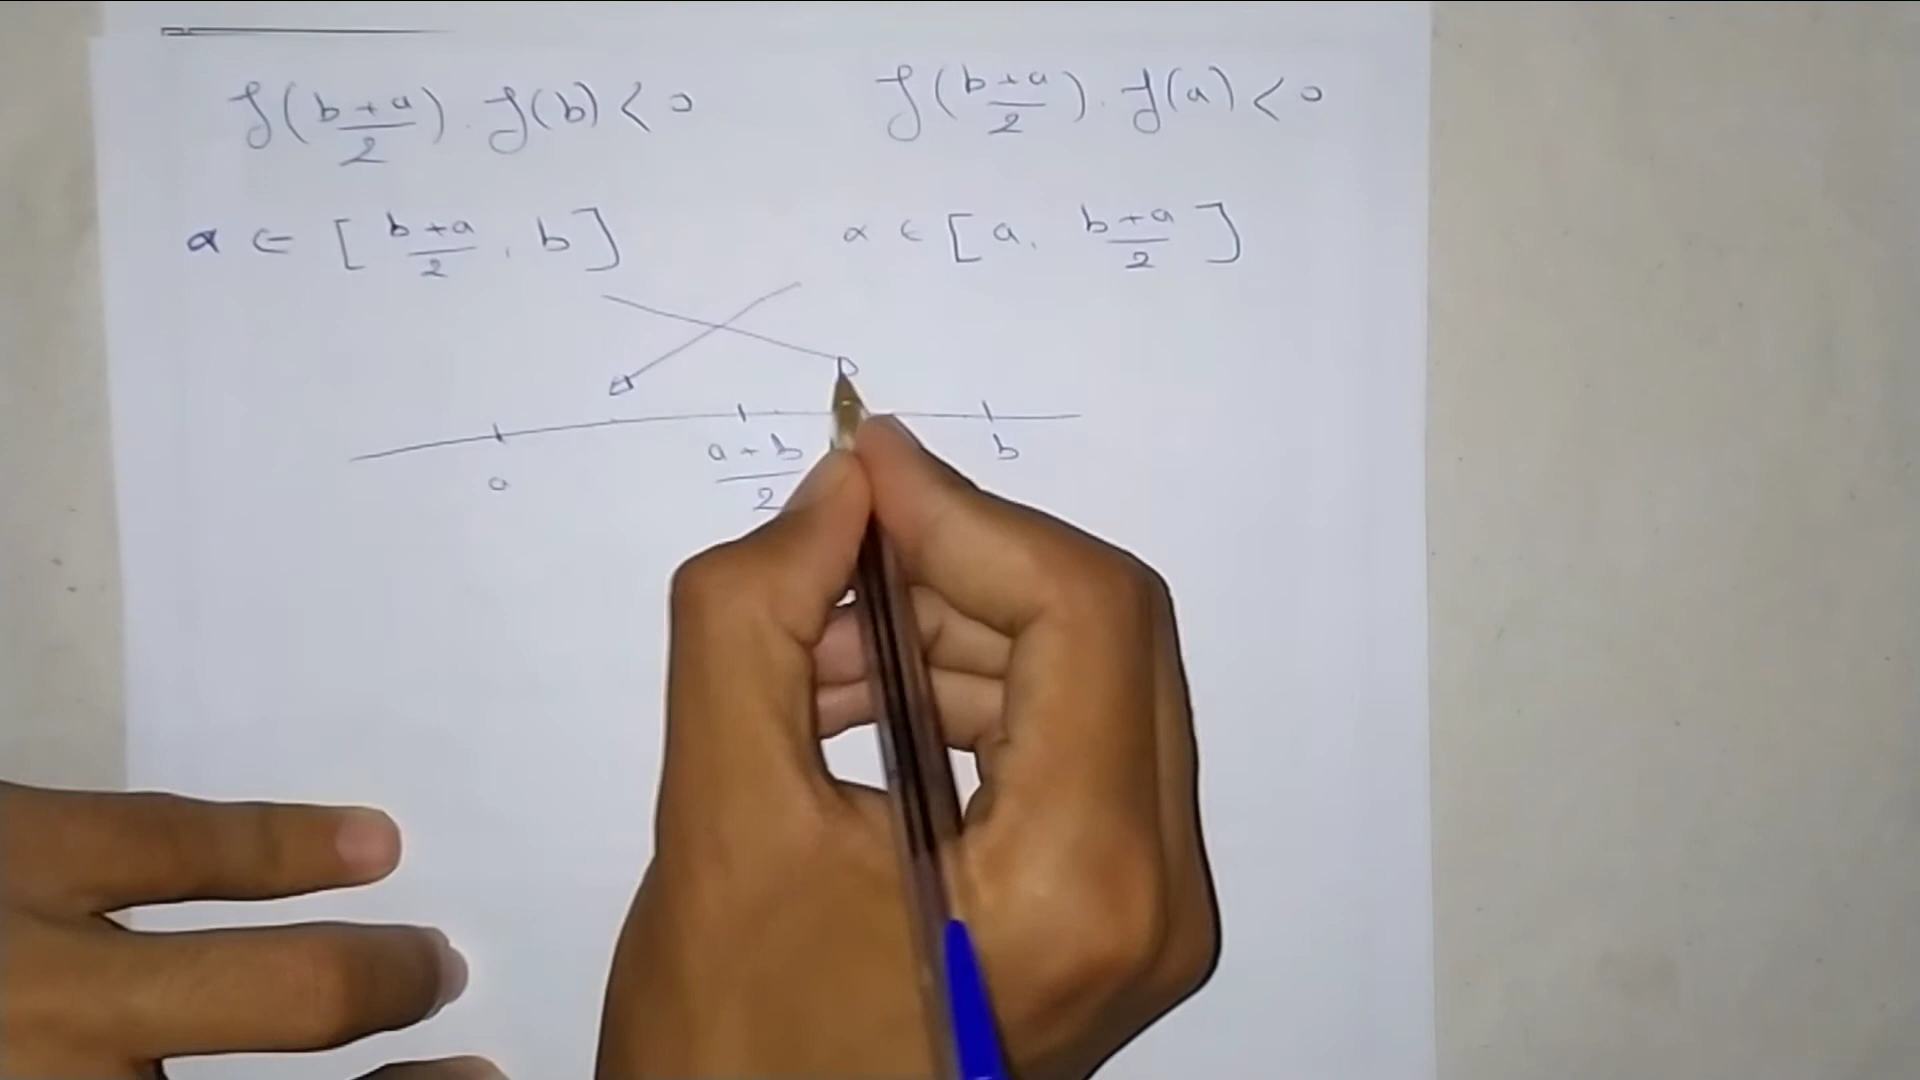 f(b+a/2) . f(b) < 0
f(b+a/2) . f(a) < 0
α ∈ [b+a/2 , b]
α ∈ [a, b+a/2]
a
a+b/2
b